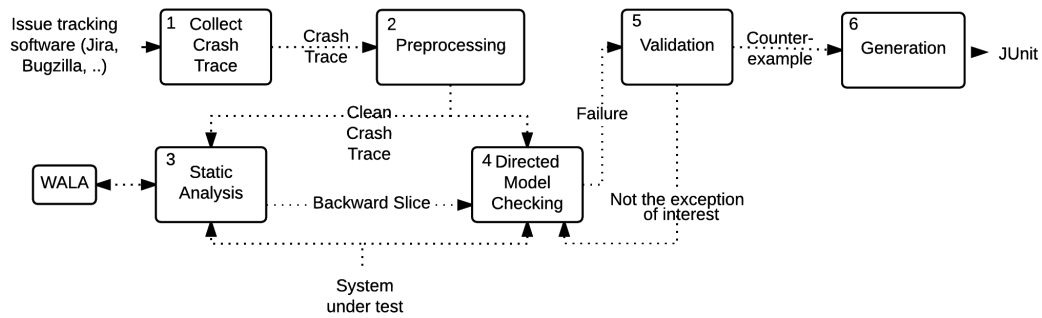 Issue tracking
software (Jira,
Bugzilla, ..)
1 Collect
Crash
Trace
Crash
Trace
2
Preprocessing
5
Validation
Counter-
example
6
Generation
JUnit
Clean
Crash
Trace
Failure
WALA
3
Static
Analysis
Backward Slice
4 Directed
Model
Checking
Not the exception
of interest
System
under test